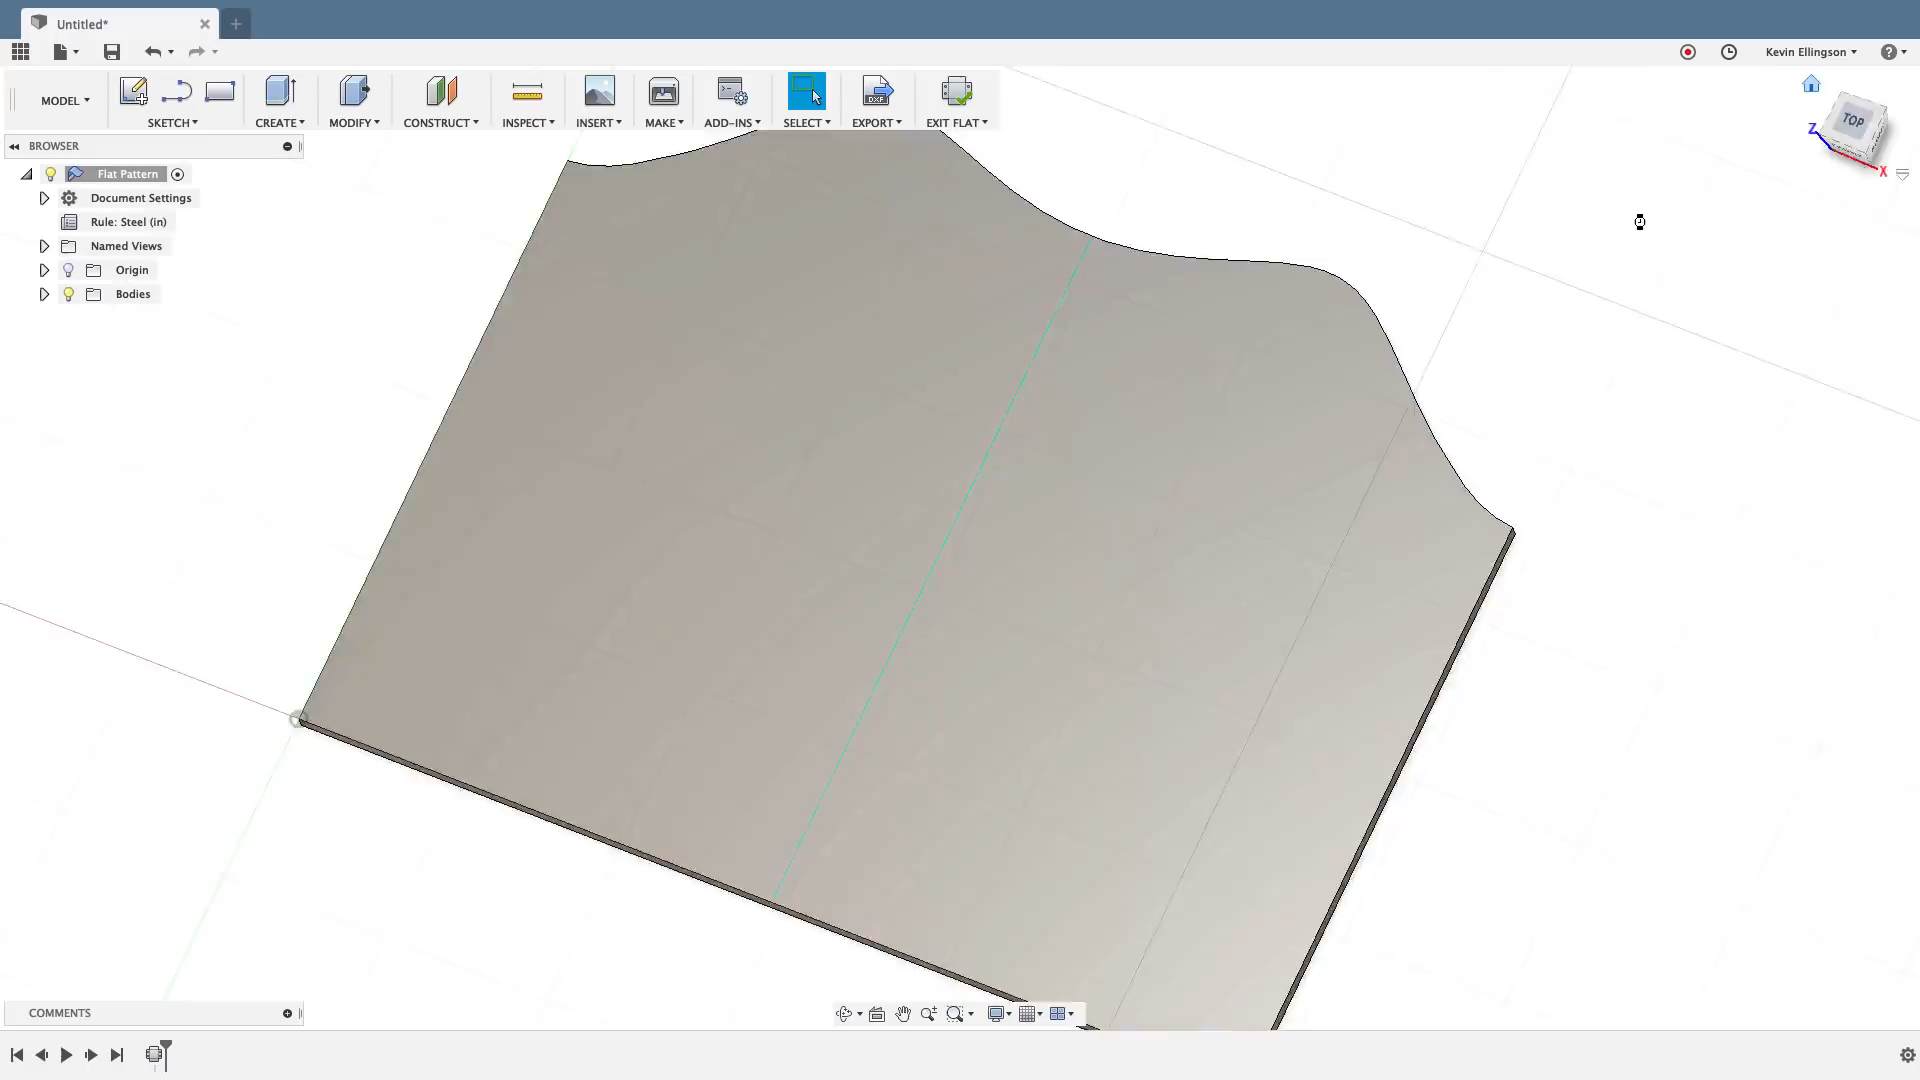 Untitled*
Kevin Ellingson
MODEL
SKETCH
CREATE
MODIFY
CONSTRUCT
INSPECT
INSERT
MAKE
ADD-INS
SELECT
DXF
EXPORT
EXIT FLAT
TOP
Z
X
BROWSER
Flat Pattern
Document Settings
Rule: Steel (in)
Named Views
Origin
Bodies
COMMENTS